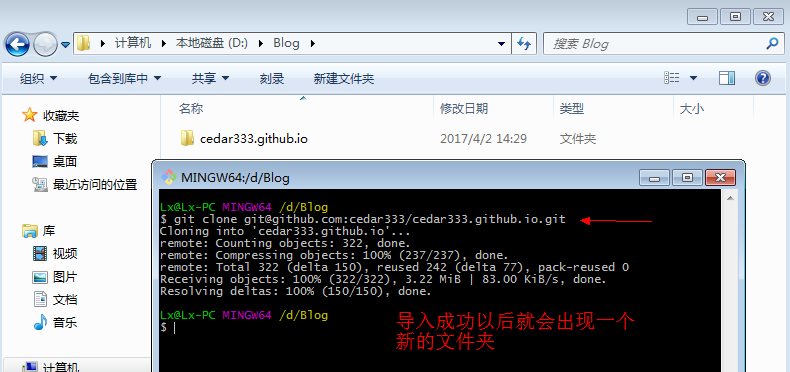 计算机 本地磁盘 (D:) Blog 搜索 Blog
组织 包含到库中 共享 刻录 新建文件夹
收藏夹 名称 修改日期 类型 大小
下载 cedar333.github.io 2017/4/2 14:29 文件夹
桌面
最近访问的位置
库
视频
图片
文档
音乐
计算机
MINGW64:/d/Blog
Lx@Lx-PC MINGW64 /d/Blog
$ git clone git@github.com:cedar333/cedar333.github.io.git
Cloning into 'cedar333.github.io'...
remote: Counting objects: 322, done.
remote: Compressing objects: 100% (237/237), done.
remote: Total 322 (delta 150), reused 242 (delta 77), pack-reused 0
Receiving objects: 100% (322/322), 3.22 MiB | 83.00 KiB/s, done.
Resolving deltas: 100% (150/150), done.
Lx@Lx-PC MINGW64 /d/Blog
$
导入成功以后就会出现一个
新的文件夹